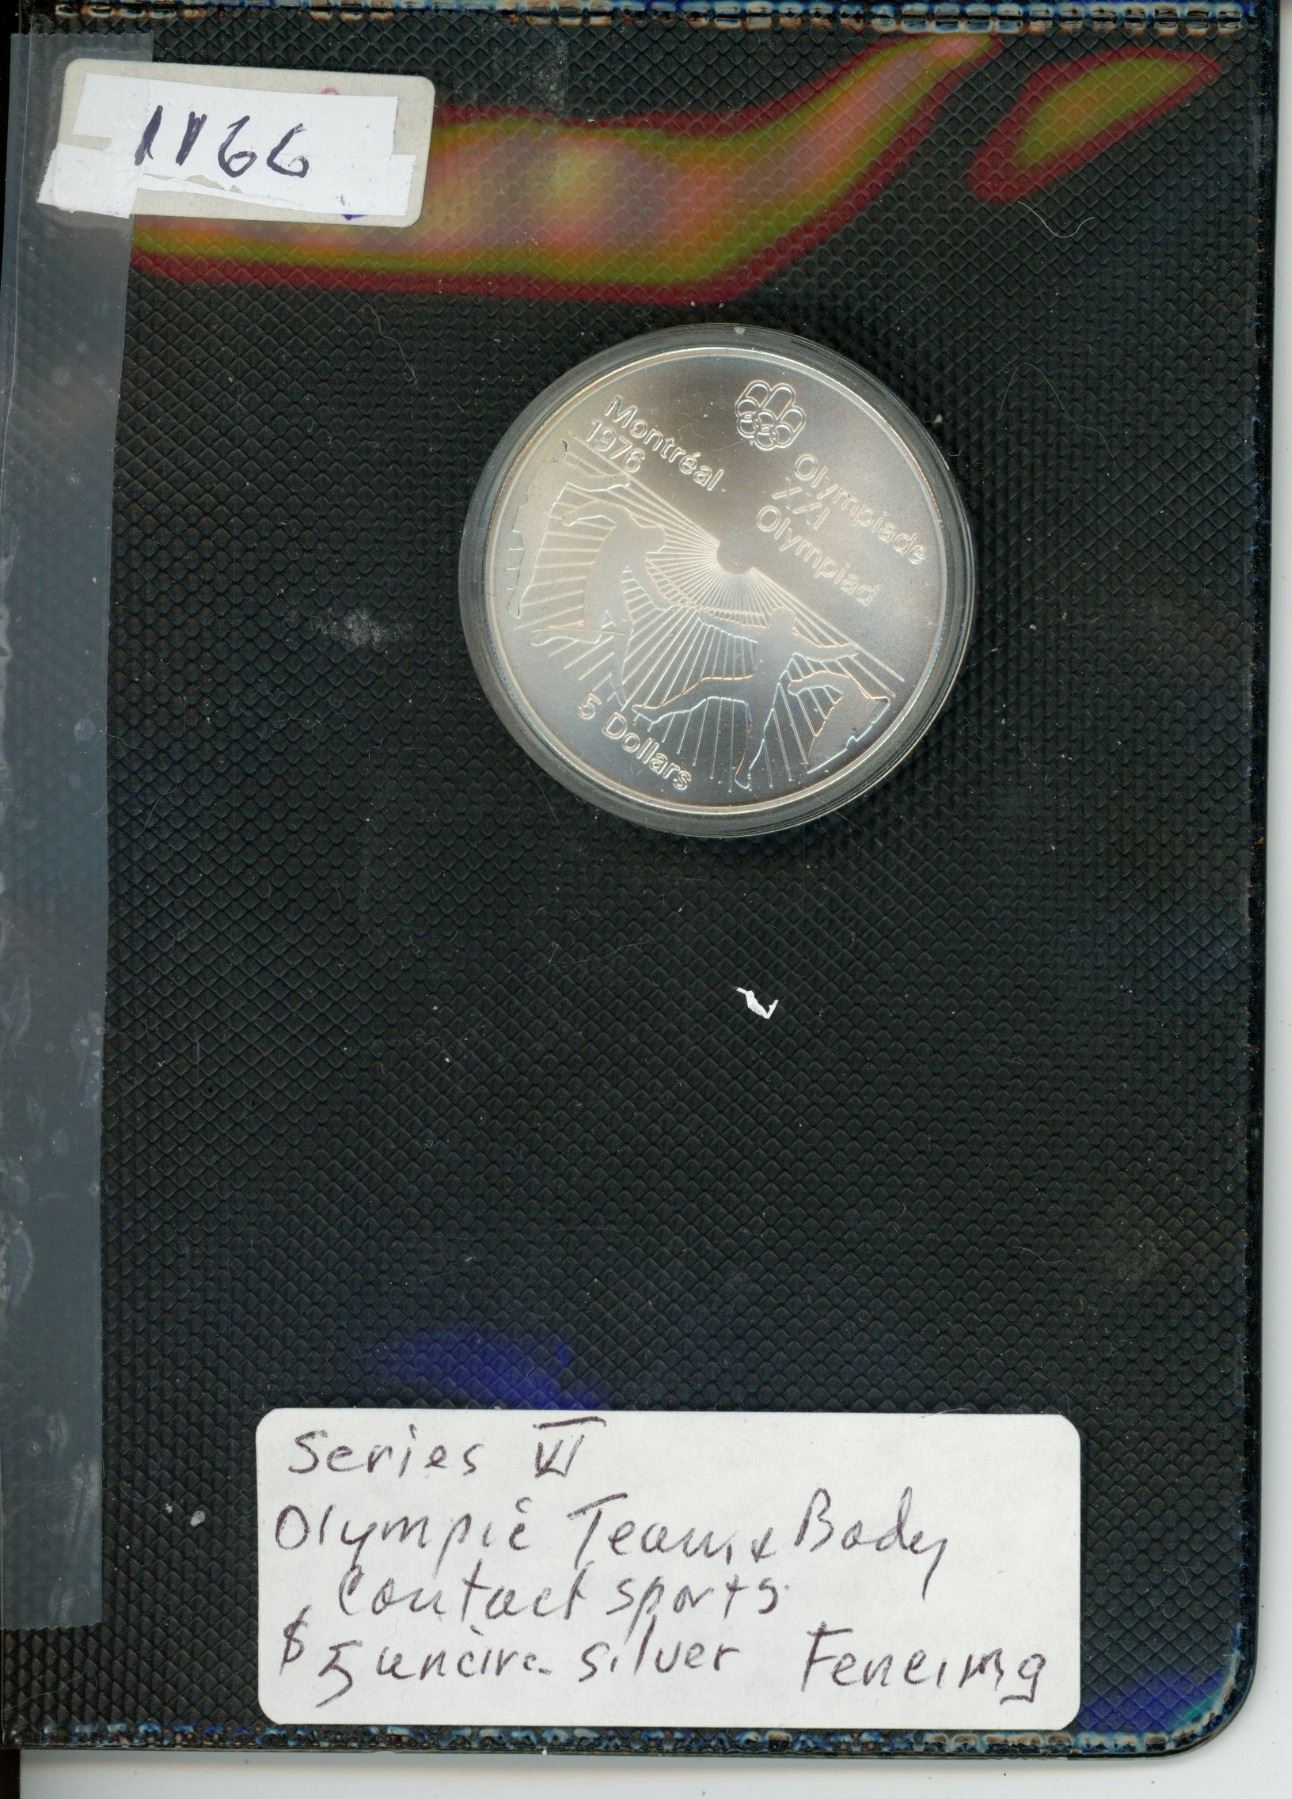 1166
Montréal
1976
Olympiade
XXI
Olympiad
5 Dollars
Series VI
Olympic Team & Body
Contact sports
$5 uncirc. silver Fencing